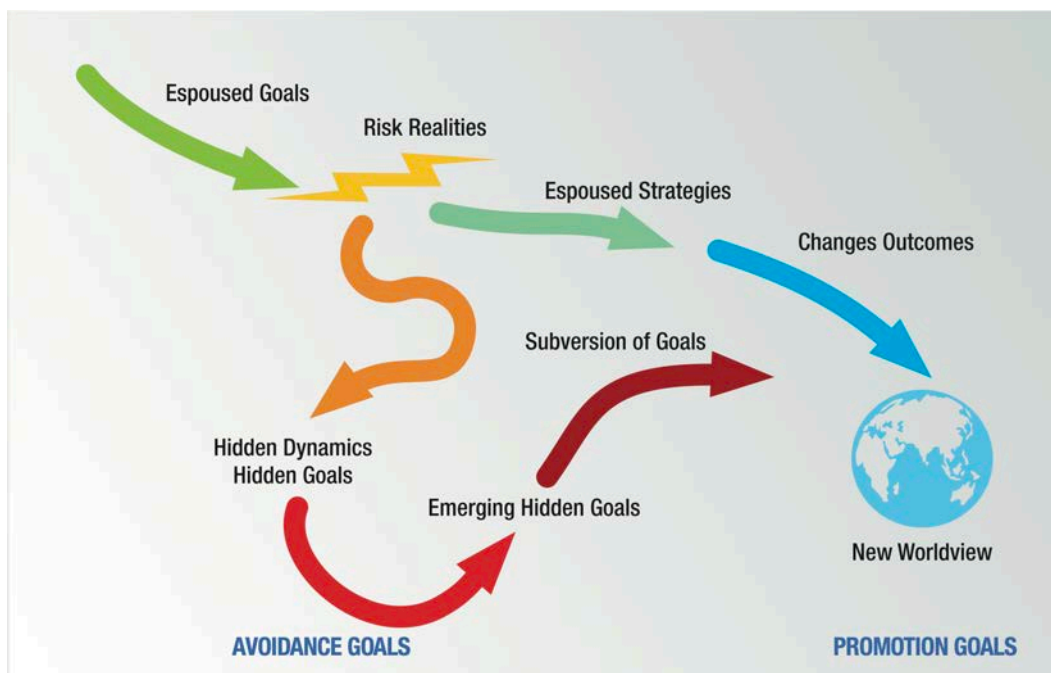 Espoused Goals
Risk Realities
Espoused Strategies
Changes Outcomes
Subversion of Goals
Hidden Dynamics
Hidden Goals
Emerging Hidden Goals
New Worldview
AVOIDANCE GOALS
PROMOTION GOALS